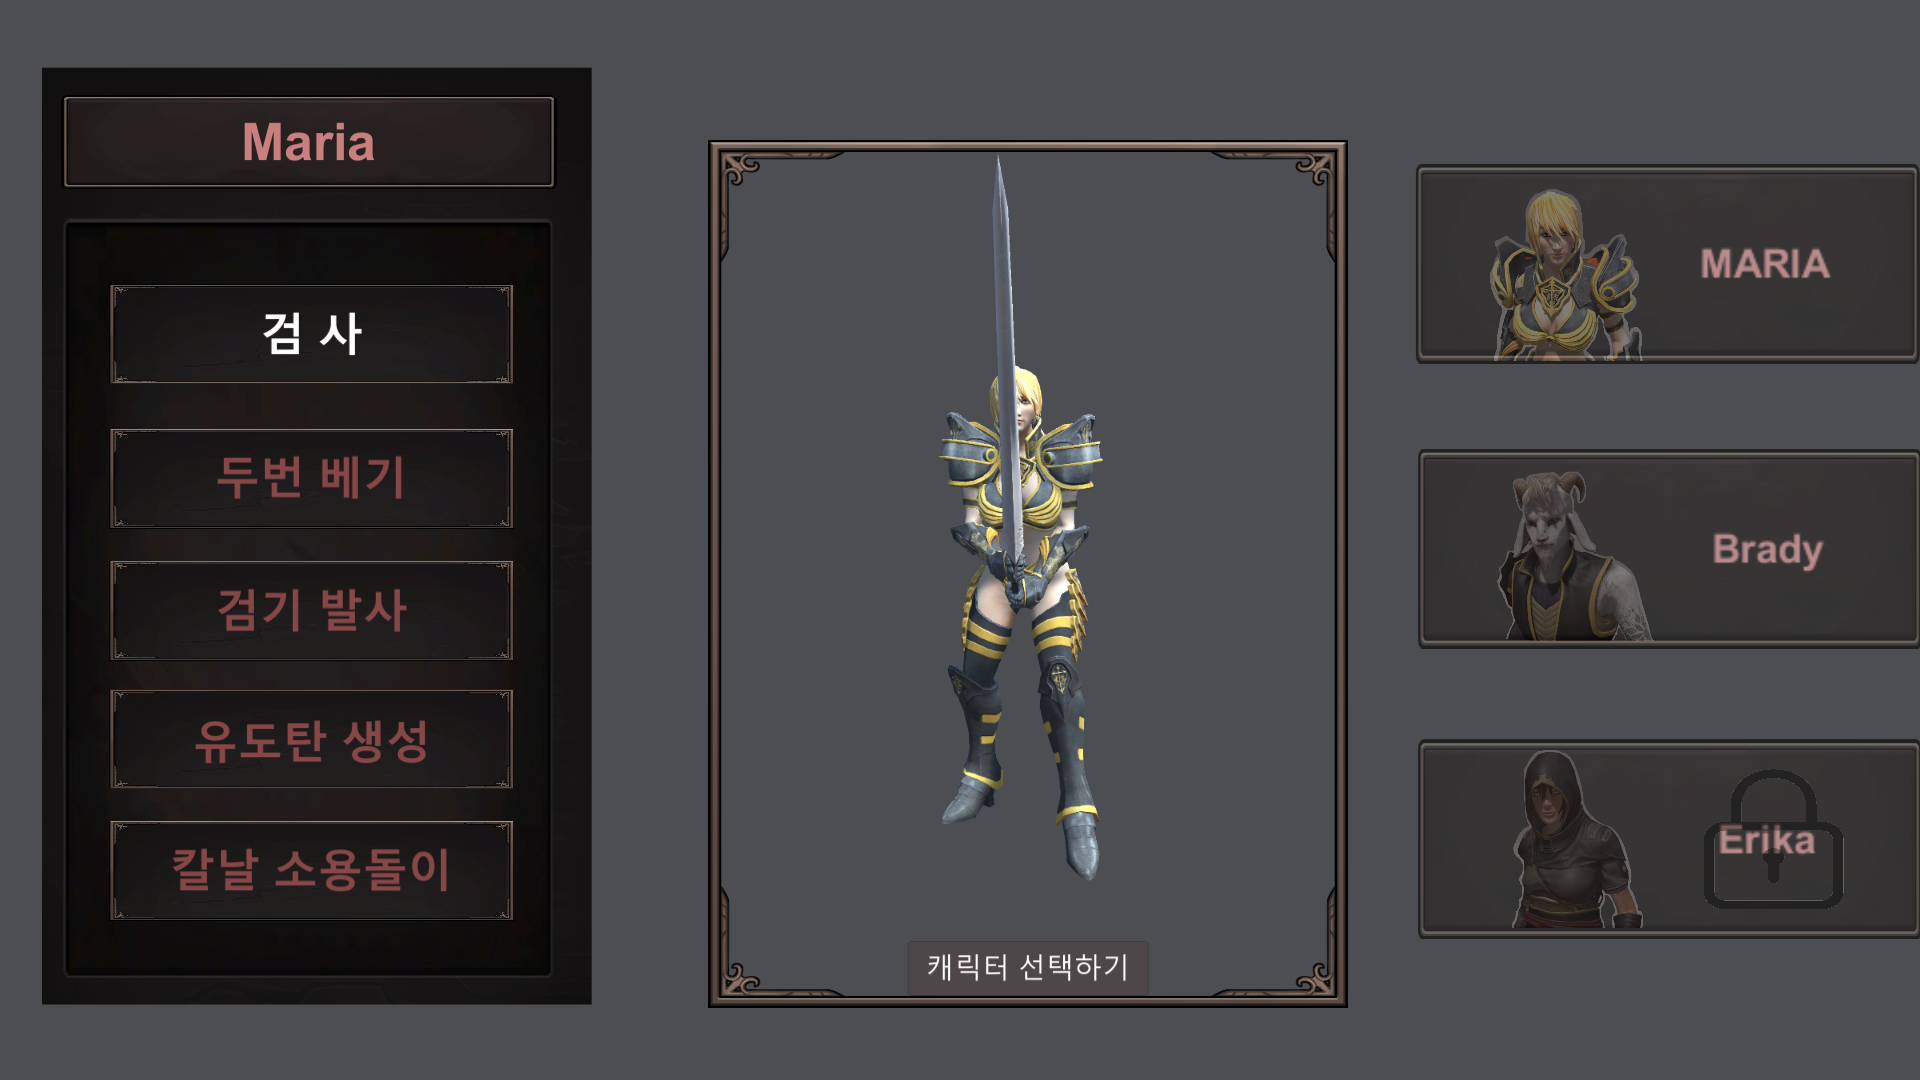 Maria
검 사
두번 베기
검기 발사
유도탄 생성
칼날 소용돌이
캐릭터 선택하기
MARIA
Brady
Erika